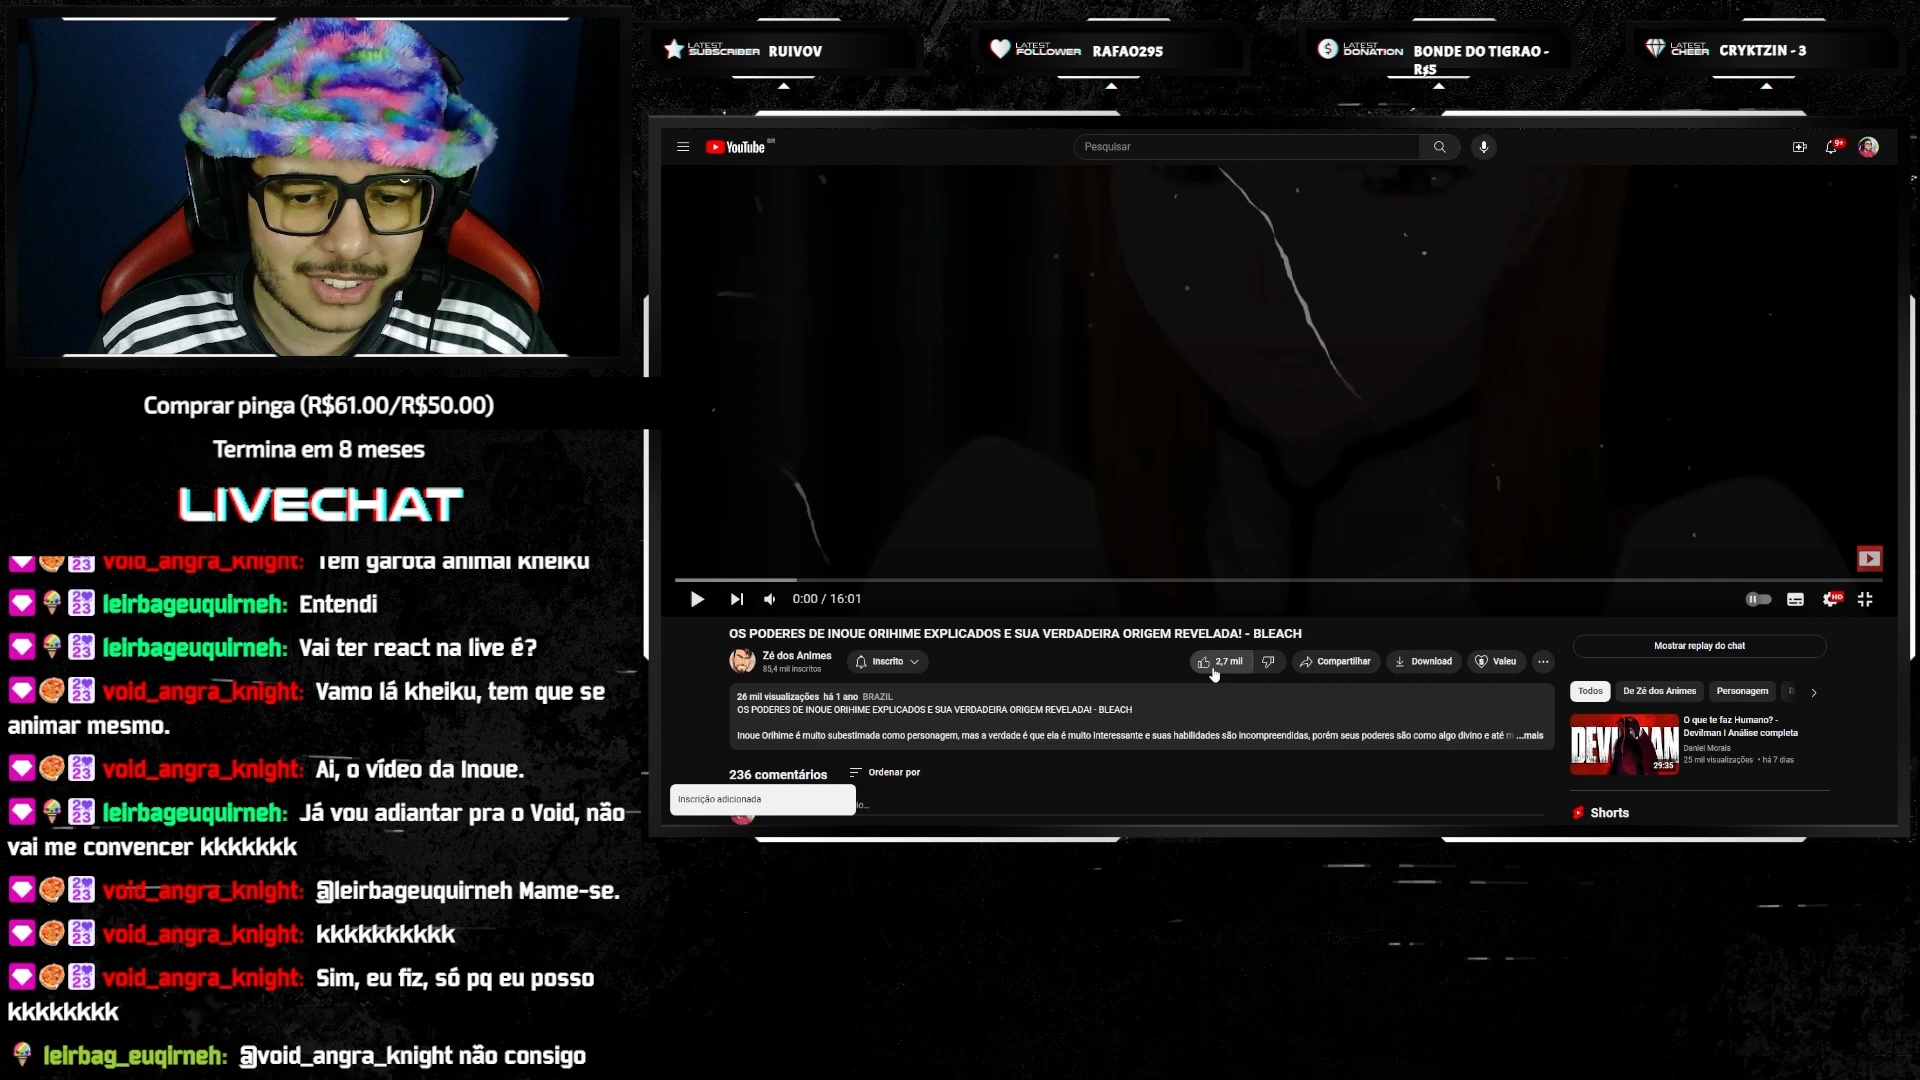 LATEST SUBSCRIBER RUIVOV
LATEST FOLLOWER RAFAO295
LATEST DONATION BONDE DO TIGRAO - R$5
LATEST CHEER CRYKTZIN - 3
YouTube BR
Pesquisar
9+
0:00 / 16:01
HD
OS PODERES DE INOUE ORIHIME EXPLICADOS E SUA VERDADEIRA ORIGEM REVELADA! - BLEACH
Zé dos Animes
85,4 mil inscritos
Inscrito
2,7 mil
Compartilhar
Download
Valeu
26 mil visualizações há 1 ano BRAZIL
OS PODERES DE INOUE ORIHIME EXPLICADOS E SUA VERDADEIRA ORIGEM REVELADA! - BLEACH
Inoue Orihime é muito subestimada como personagem, mas a verdade é que ela é muito interessante e suas habilidades são incompreendidas, porém seus poderes são como algo divino e até m ...mais
236 comentários
Ordenar por
Inscrição adicionada
io...
Mostrar replay do chat
Todos
De Zé dos Animes
Personagem
R
DEVILMAN
29:35
O que te faz Humano? -
Devilman | Análise completa
Daniel Morais
25 mil visualizações • há 7 dias
Shorts
Comprar pinga (R$61.00/R$50.00)
Termina em 8 meses
LIVECHAT
void_angra_knight: Tem garota animal kheiku
leirbageuquirneh: Entendi
leirbageuquirneh: Vai ter react na live é?
void_angra_knight: Vamo lá kheiku, tem que se
animar mesmo.
void_angra_knight: Ai, o vídeo da Inoue.
leirbageuquirneh: Já vou adiantar pra o Void, não
vai me convencer kkkkkkk
void_angra_knight: @leirbageuquirneh Mame-se.
void_angra_knight: kkkkkkkkkk
void_angra_knight: Sim, eu fiz, só pq eu posso
kkkkkkkk
leirbag_euqirneh: @void_angra_knight não consigo